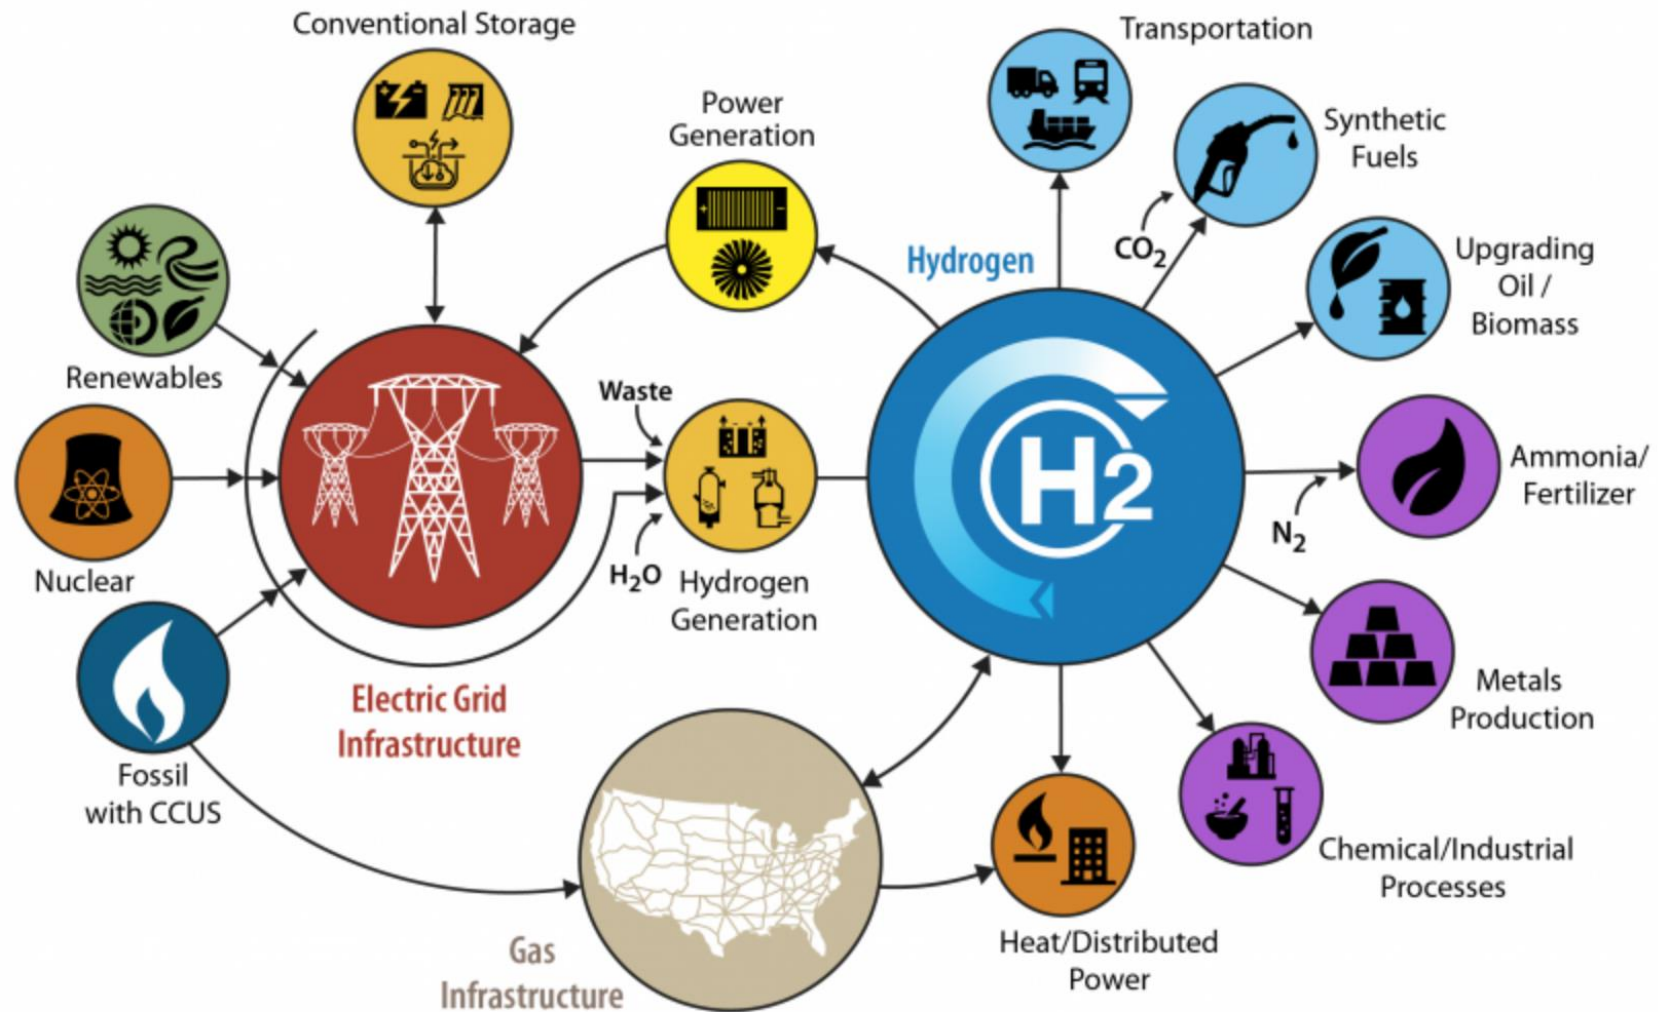 Conventional Storage
Transportation
Power
Generation
Synthetic
Fuels
CO₂
Hydrogen
Upgrading
Oil /
Biomass
Renewables
Waste
H2
Ammonia/
Fertilizer
N₂
Nuclear
H₂O
Hydrogen
Generation
Electric Grid
Infrastructure
Metals
Production
Fossil
with CCUS
Chemical/Industrial
Processes
Heat/Distributed
Power
Gas
Infrastructure